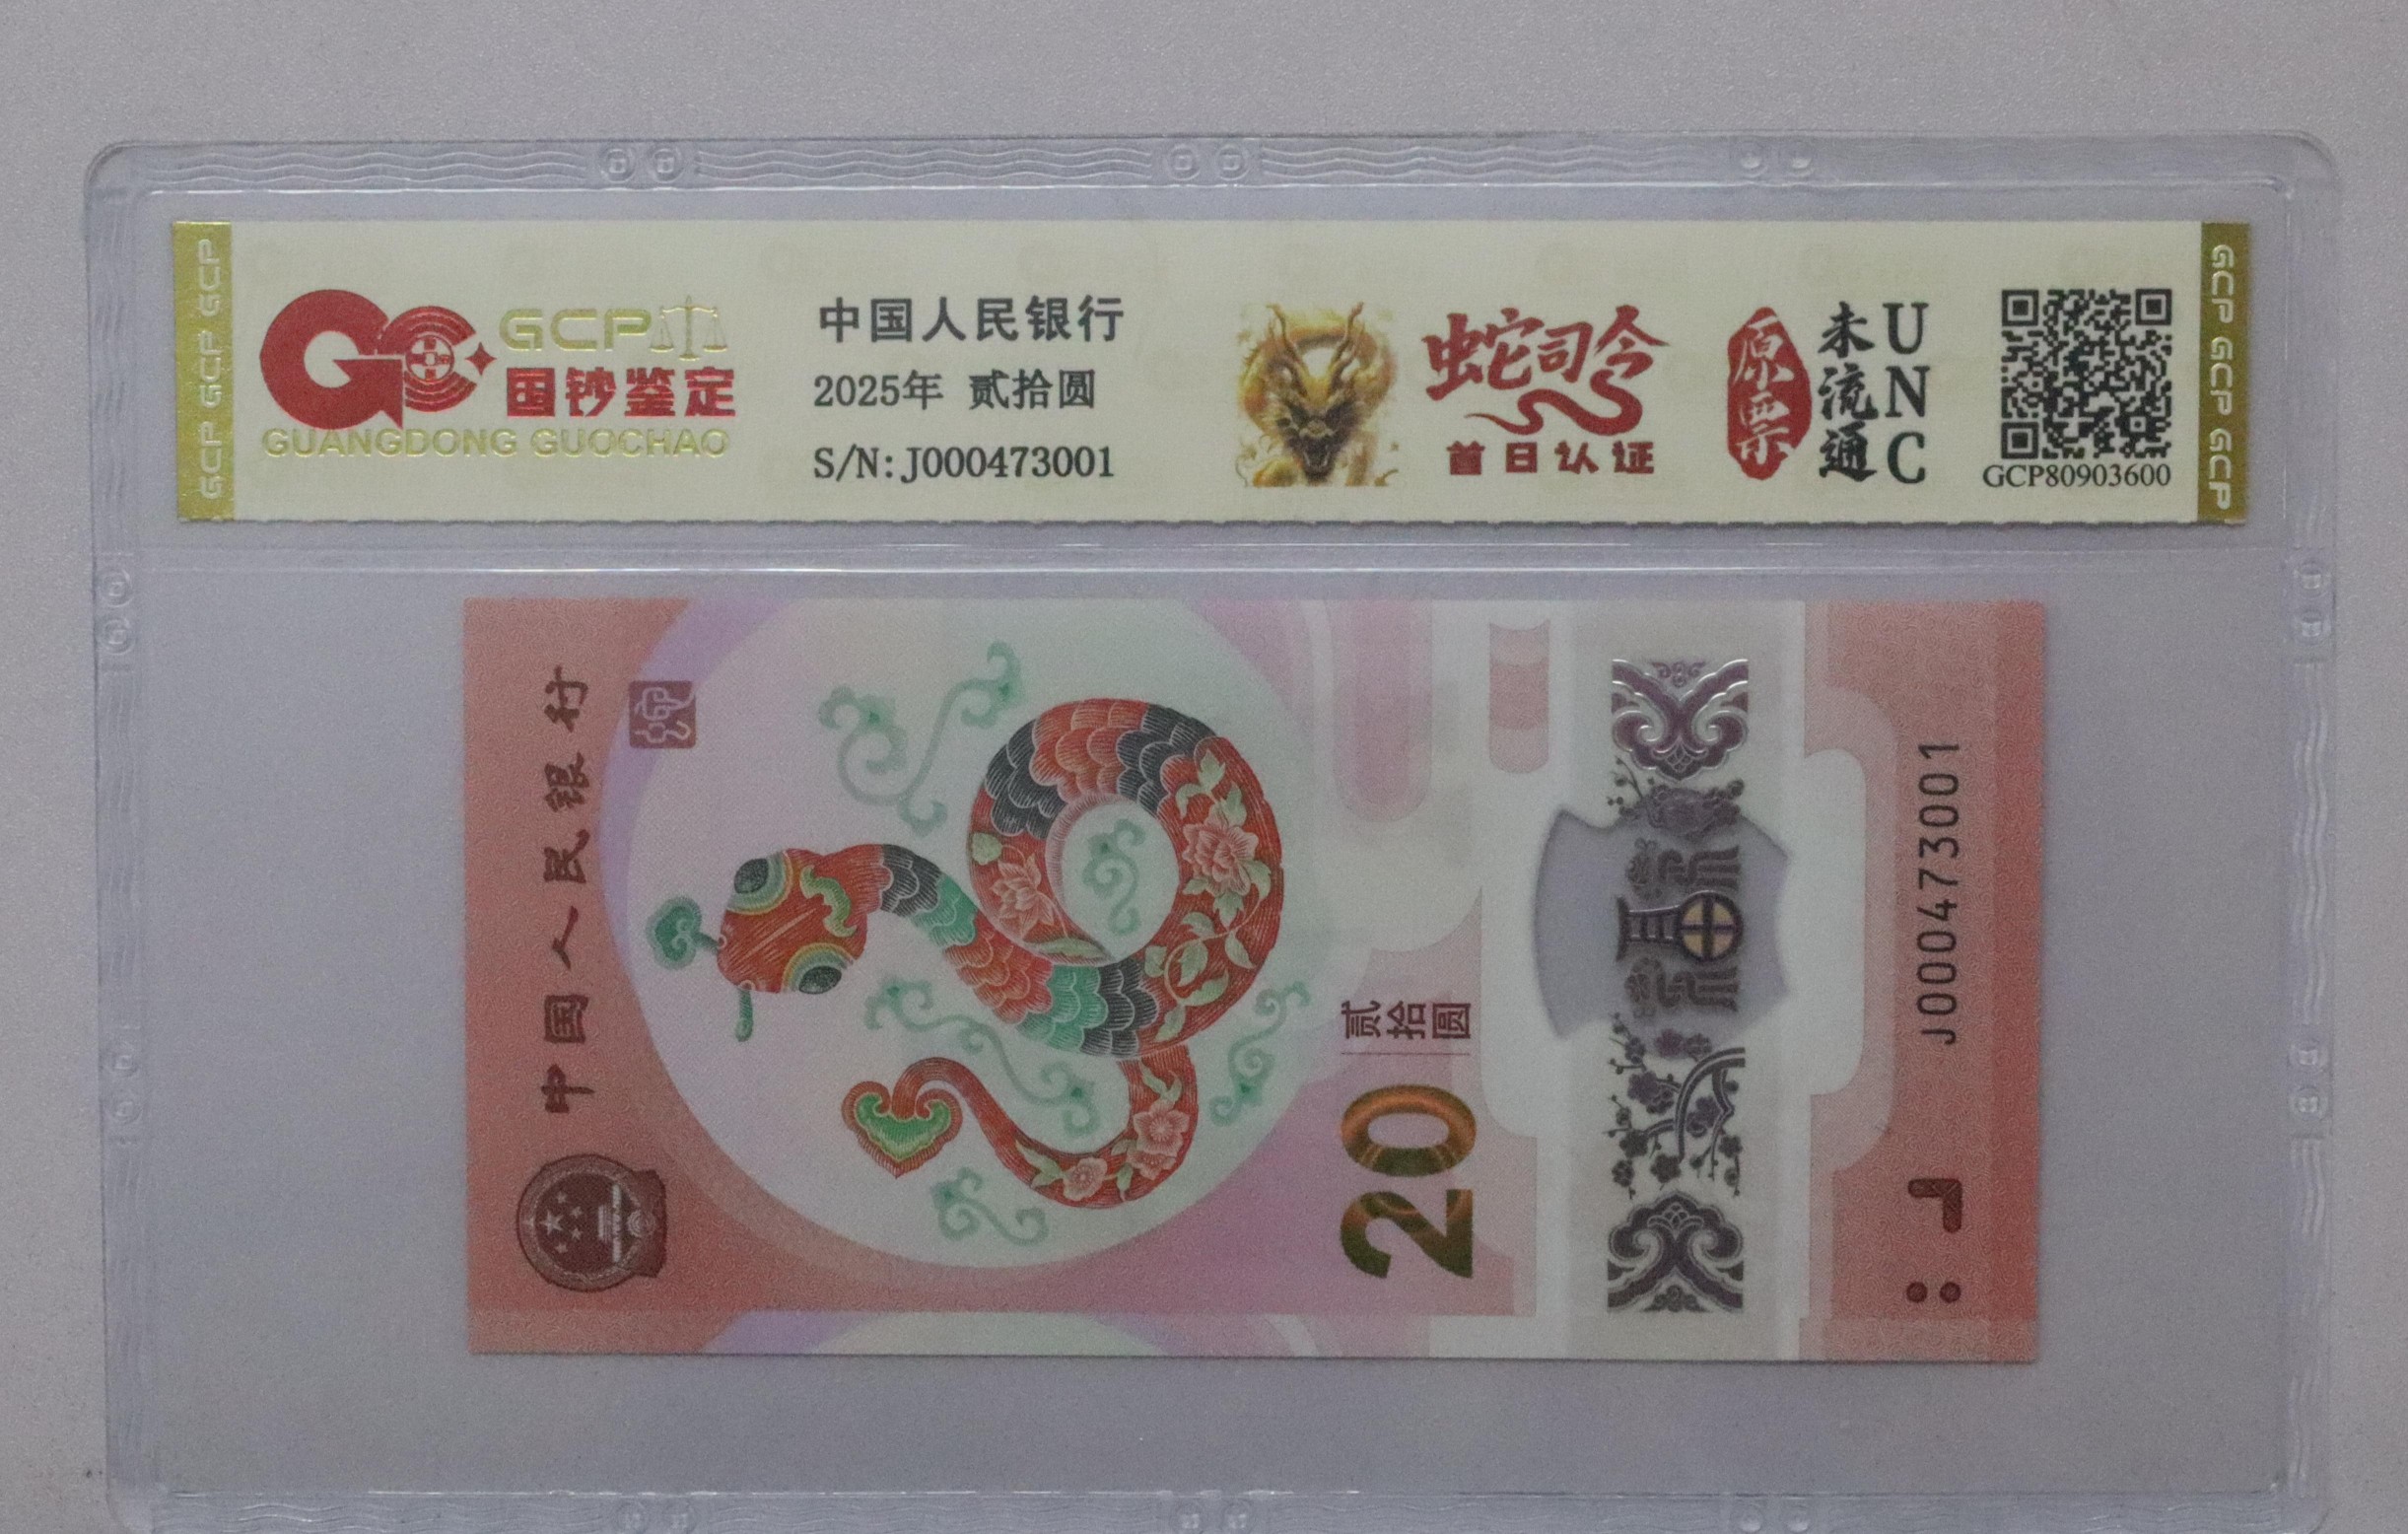 GCP GCP GCP
GCP
国钞鉴定
GUANGDONG GUOCHAO
中国人民银行
2025年 贰拾圆
S/N:J000473001
蛇司令
首日认证
原票
未流通
UNC
GCP80903600
GCP GCP GCP
中国人民银行
蛇
20
贰拾圆
J000473001